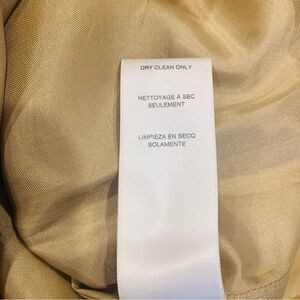 DRY CLEAN ONLY
NETTOYAGE À SEC
SEULEMENT
LIMPIEZA EN SECO
SOLAMENTE